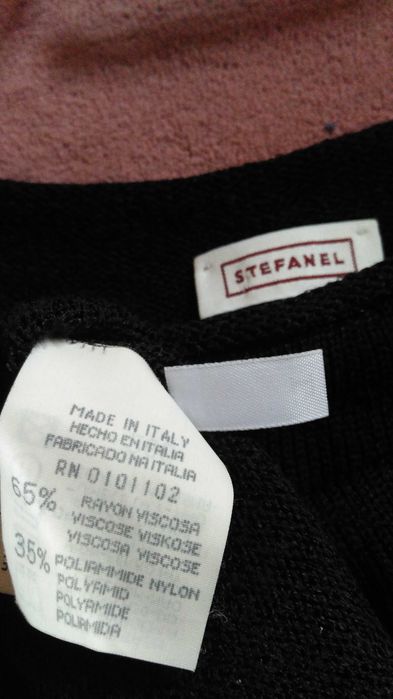 STEFANEL
MADE IN ITALY
HECHO EN ITALIA
FABRICADO NA ITALIA
RN 0101102
65% RAYON VISCOSA
VISCOSE VISKOSE
VISCOSA VISCOSE
35% POLIAMMIDE NYLON
POLYAMID
POLYAMIDE
POLIAMIDA